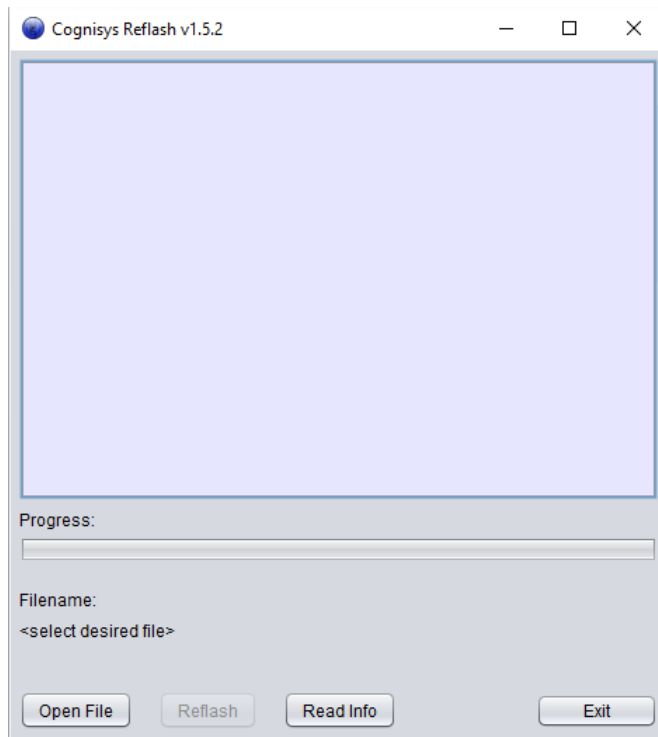 Cognisys Reflash v1.5.2
Progress:
Filename:
<select desired file>
Open File Reflash Read Info Exit